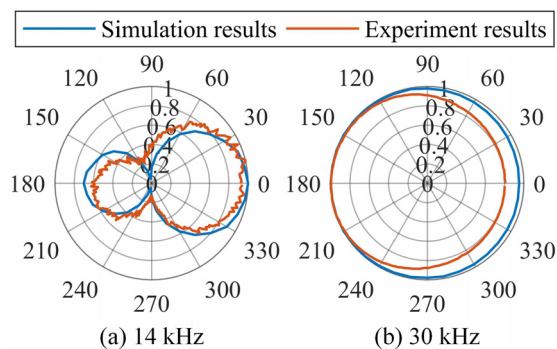 Simulation results Experiment results
90 90
120 60 120 60
1 1
0.8 0.8
150 0.6 30 150 0.6 30
0.4 0.4
0.2 0.2
180 0 0 180 0 0
210 330 210 330
240 300 240 300
270 270
(a) 14 kHz (b) 30 kHz